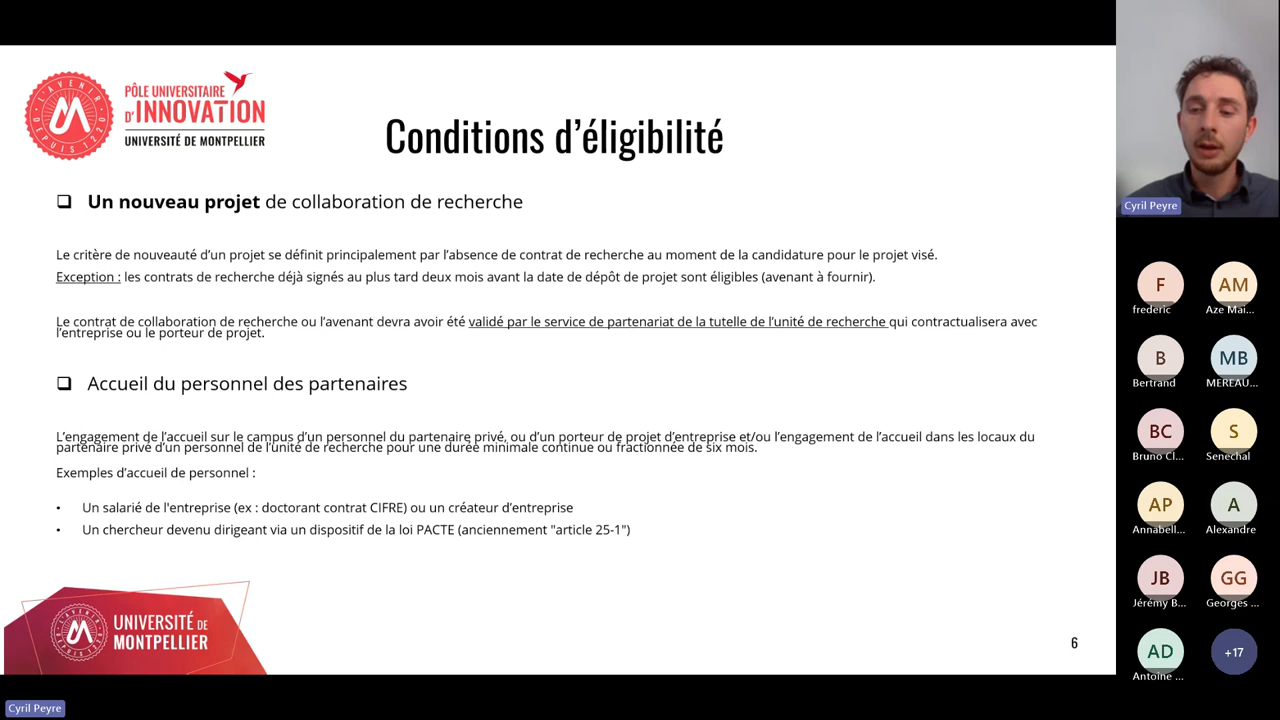 L'AVENIR DEPUIS 1220
PÔLE UNIVERSITAIRE
D'INNOVATION
UNIVERSITÉ DE MONTPELLIER
Conditions d'éligibilité
Un nouveau projet de collaboration de recherche
Le critère de nouveauté d'un projet se définit principalement par l'absence de contrat de recherche au moment de la candidature pour le projet visé.
Exception : les contrats de recherche déjà signés au plus tard deux mois avant la date de dépôt de projet sont éligibles (avenant à fournir).
Le contrat de collaboration de recherche ou l'avenant devra avoir été validé par le service de partenariat de la tutelle de l'unité de recherche qui contractualisera avec
l'entreprise ou le porteur de projet.
Accueil du personnel des partenaires
L'engagement de l'accueil sur le campus d'un personnel du partenaire privé, ou d'un porteur de projet d'entreprise et/ou l'engagement de l'accueil dans les locaux du
partenaire privé d'un personnel de l'unité de recherche pour une durée minimale continue ou fractionnée de six mois.
Exemples d'accueil de personnel :
• Un salarié de l'entreprise (ex : doctorant contrat CIFRE) ou un créateur d'entreprise
• Un chercheur devenu dirigeant via un dispositif de la loi PACTE (anciennement "article 25-1")
UNIVERSITÉ DE
MONTPELLIER
6
Cyril Peyre
F
AM
frederic
Aze Mai...
B
MB
Bertrand
MEREAU...
BC
S
Bruno Cl...
Senechal
AP
A
Annabell...
Alexandre
JB
GG
Jérémy B...
Georges ...
AD
+17
Antoine ...
Cyril Peyre